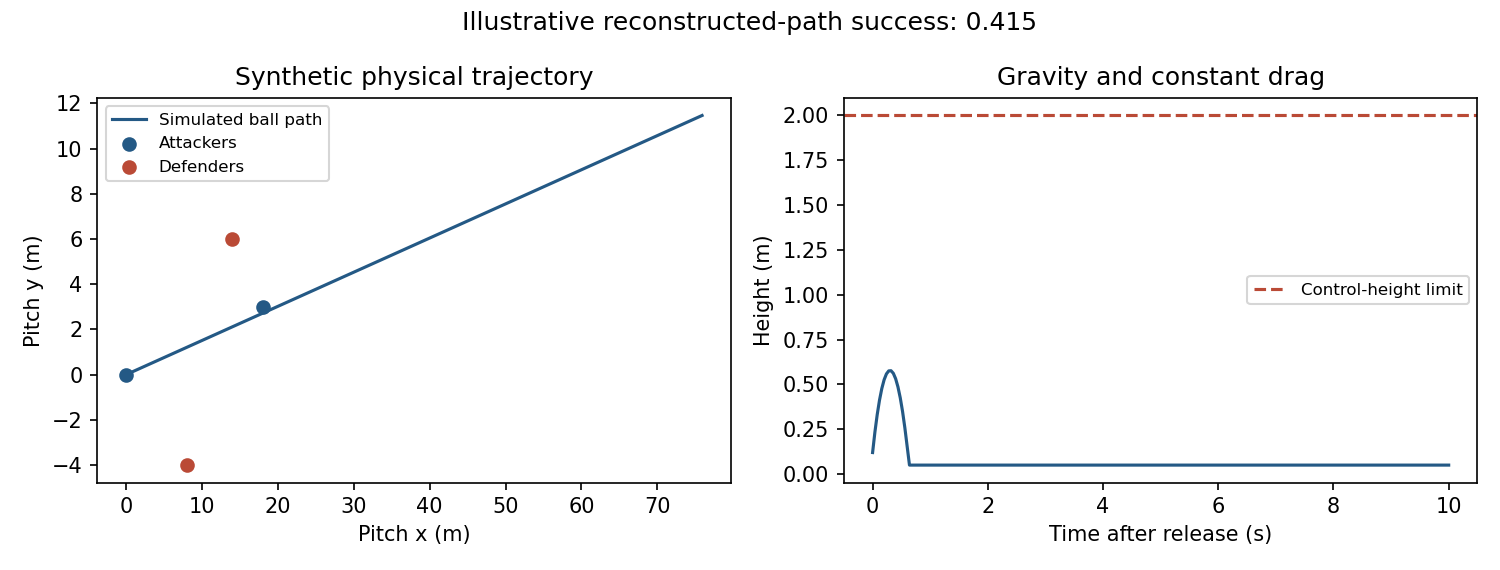 Illustrative reconstructed-path success: 0.415
Synthetic physical trajectory
Simulated ball path
Attackers
Defenders
12
10
8
6
4
2
0
−2
−4
Pitch y (m)
0 10 20 30 40 50 60 70
Pitch x (m)
Gravity and constant drag
2.00
1.75
1.50
1.25
1.00
0.75
0.50
0.25
0.00
Height (m)
Control-height limit
0 2 4 6 8 10
Time after release (s)